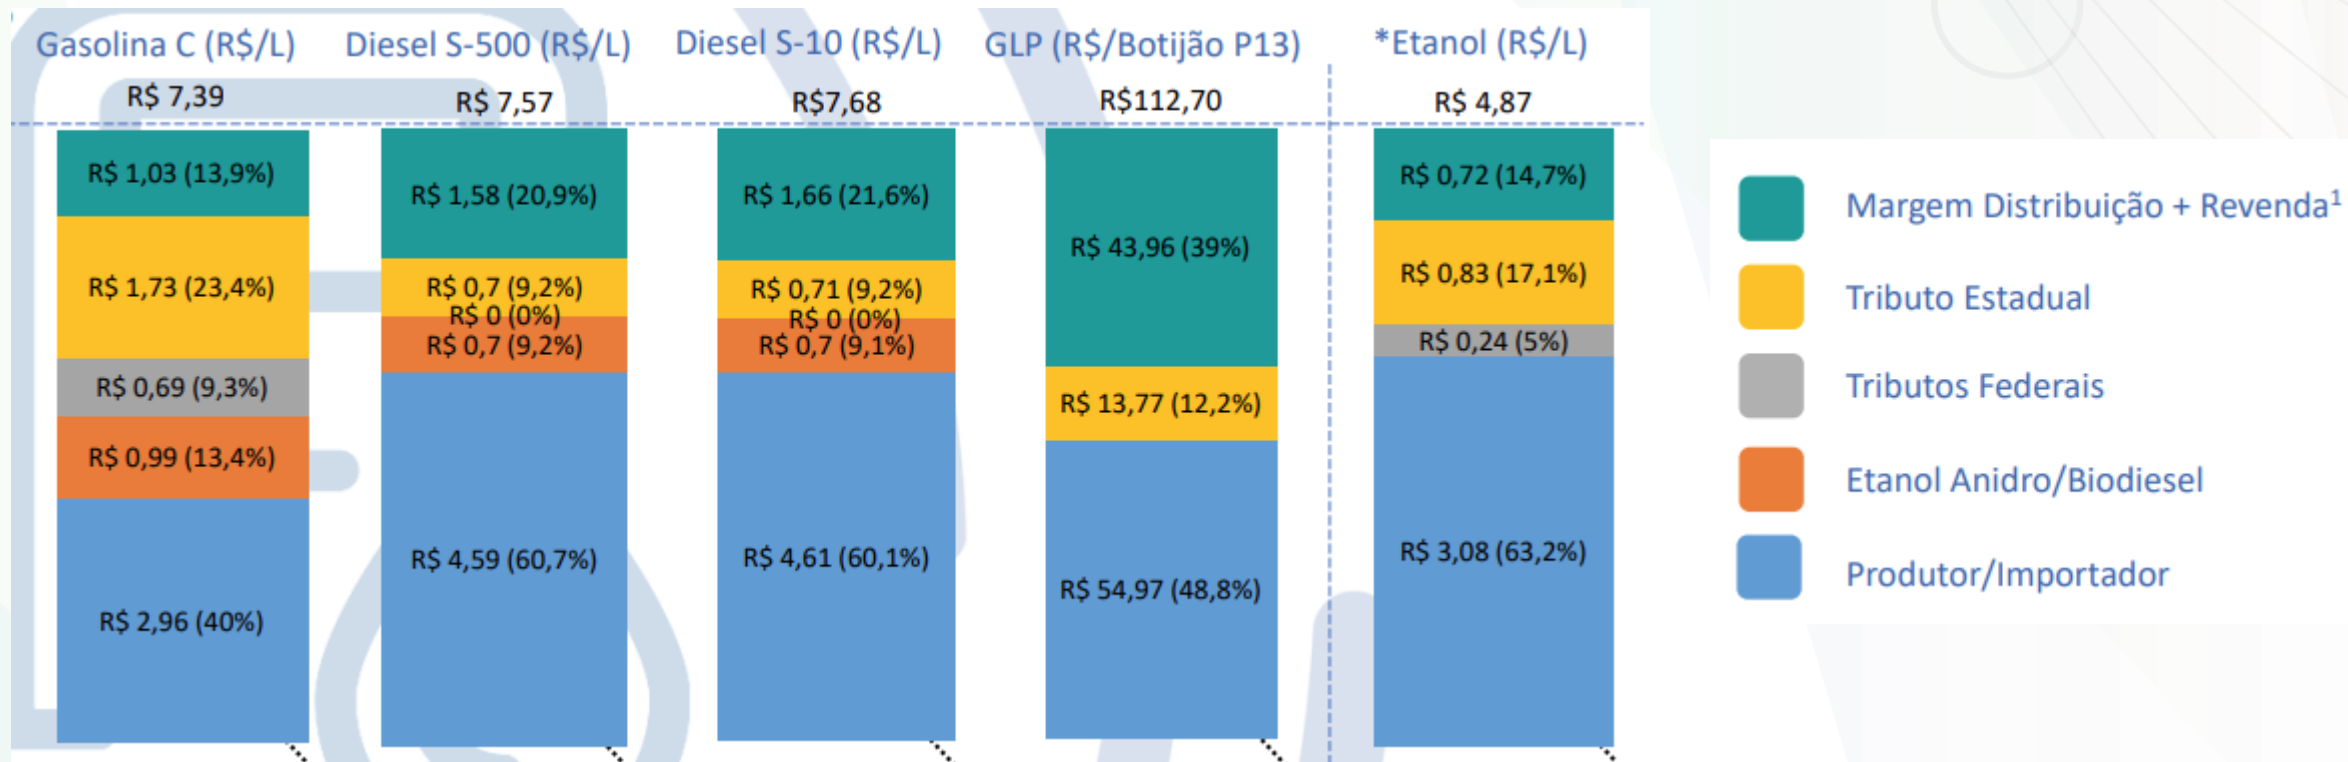 Gasolina C (R$/L)
R$ 7,39
R$ 1,03 (13,9%)
R$ 1,73 (23,4%)
R$ 0,69 (9,3%)
R$ 0,99 (13,4%)
R$ 2,96 (40%)
Diesel S-500 (R$/L)
R$ 7,57
R$ 1,58 (20,9%)
R$ 0,7 (9,2%)
R$ 0 (0%)
R$ 0,7 (9,2%)
R$ 4,59 (60,7%)
Diesel S-10 (R$/L)
R$7,68
R$ 1,66 (21,6%)
R$ 0,71 (9,2%)
R$ 0 (0%)
R$ 0,7 (9,1%)
R$ 4,61 (60,1%)
GLP (R$/Botijão P13)
R$112,70
R$ 43,96 (39%)
R$ 13,77 (12,2%)
R$ 54,97 (48,8%)
*Etanol (R$/L)
R$ 4,87
R$ 0,72 (14,7%)
R$ 0,83 (17,1%)
R$ 0,24 (5%)
R$ 3,08 (63,2%)
Margem Distribuição + Revenda¹
Tributo Estadual
Tributos Federais
Etanol Anidro/Biodiesel
Produtor/Importador